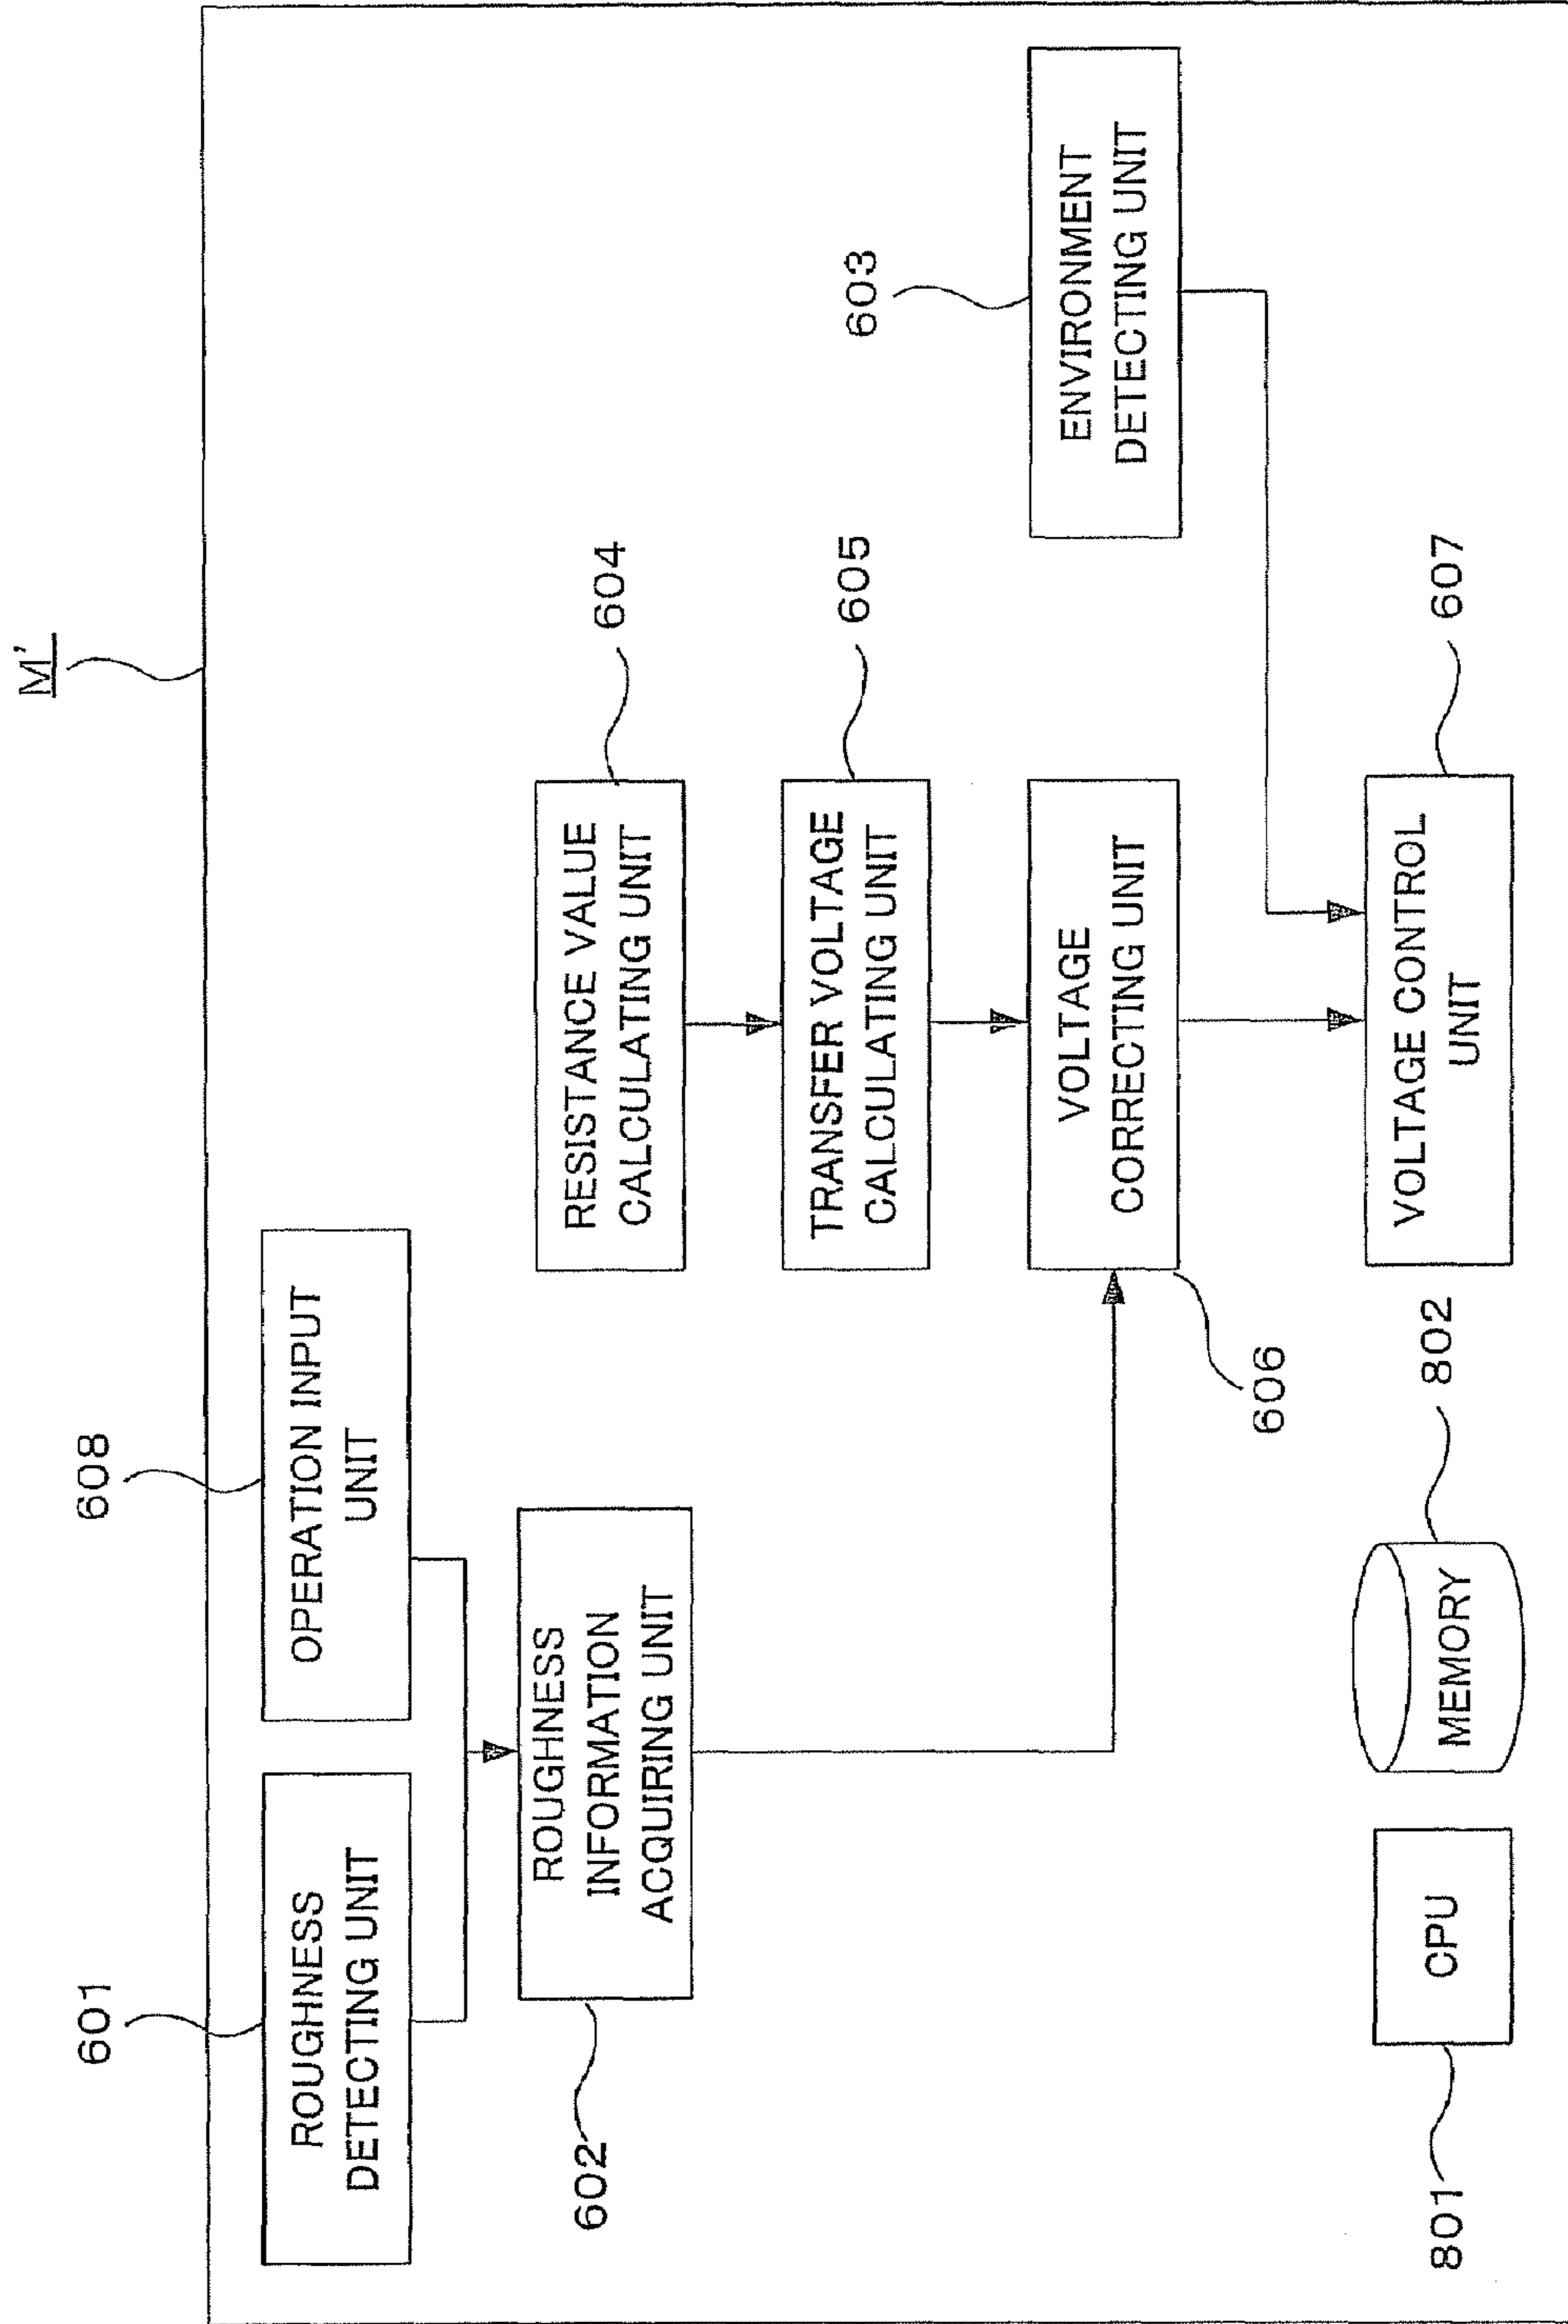 M'
601
608
ROUGHNESS
DETECTING UNIT
OPERATION INPUT
UNIT
602
ROUGHNESS
INFORMATION
ACQUIRING UNIT
RESISTANCE VALUE
CALCULATING UNIT
604
TRANSFER VOLTAGE
CALCULATING UNIT
605
603
606
VOLTAGE
CORRECTING UNIT
ENVIRONMENT
DETECTING UNIT
801
CPU
MEMORY
802
VOLTAGE CONTROL
UNIT
607